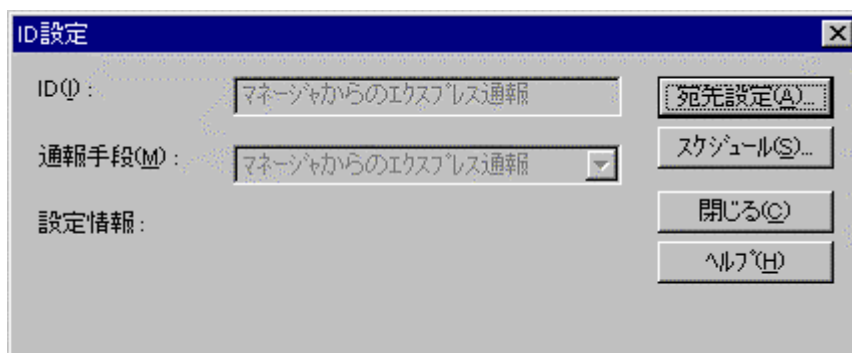 ID設定
ID(I) :
マネージャからのエクスプレス通報
宛先設定(A)...
通報手段(M) :
マネージャからのエクスプレス通報
スケジュール(S)...
設定情報 :
閉じる(C)
ヘルプ(H)